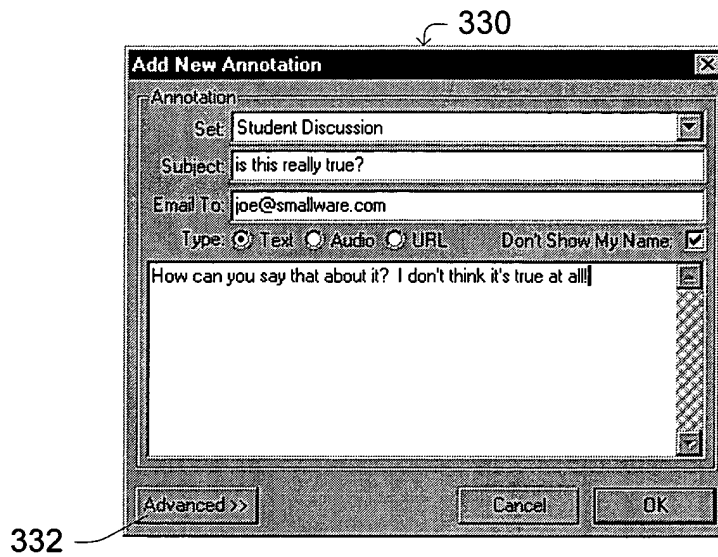 330
Add New Annotation
Annotation
Set: Student Discussion
Subject: is this really true?
Email To: joe@smallware.com
Type: Text Audio URL Don't Show My Name:
How can you say that about it? I don't think it's true at all!
Advanced >> Cancel OK
332